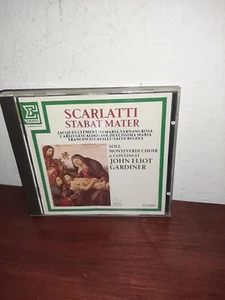 ERATO
SCARLATTI
STABAT MATER
JACQUES CLEMENT: O MARIA VERNANS ROSA
CARLO GESUALDO: AVE, DULCISSIMA MARIA
FRANCESCO CAVALLI: SALVE REGINA
SOLI,
MONTEVERDI CHOIR
& CONTINUO
JOHN ELIOT
GARDINER